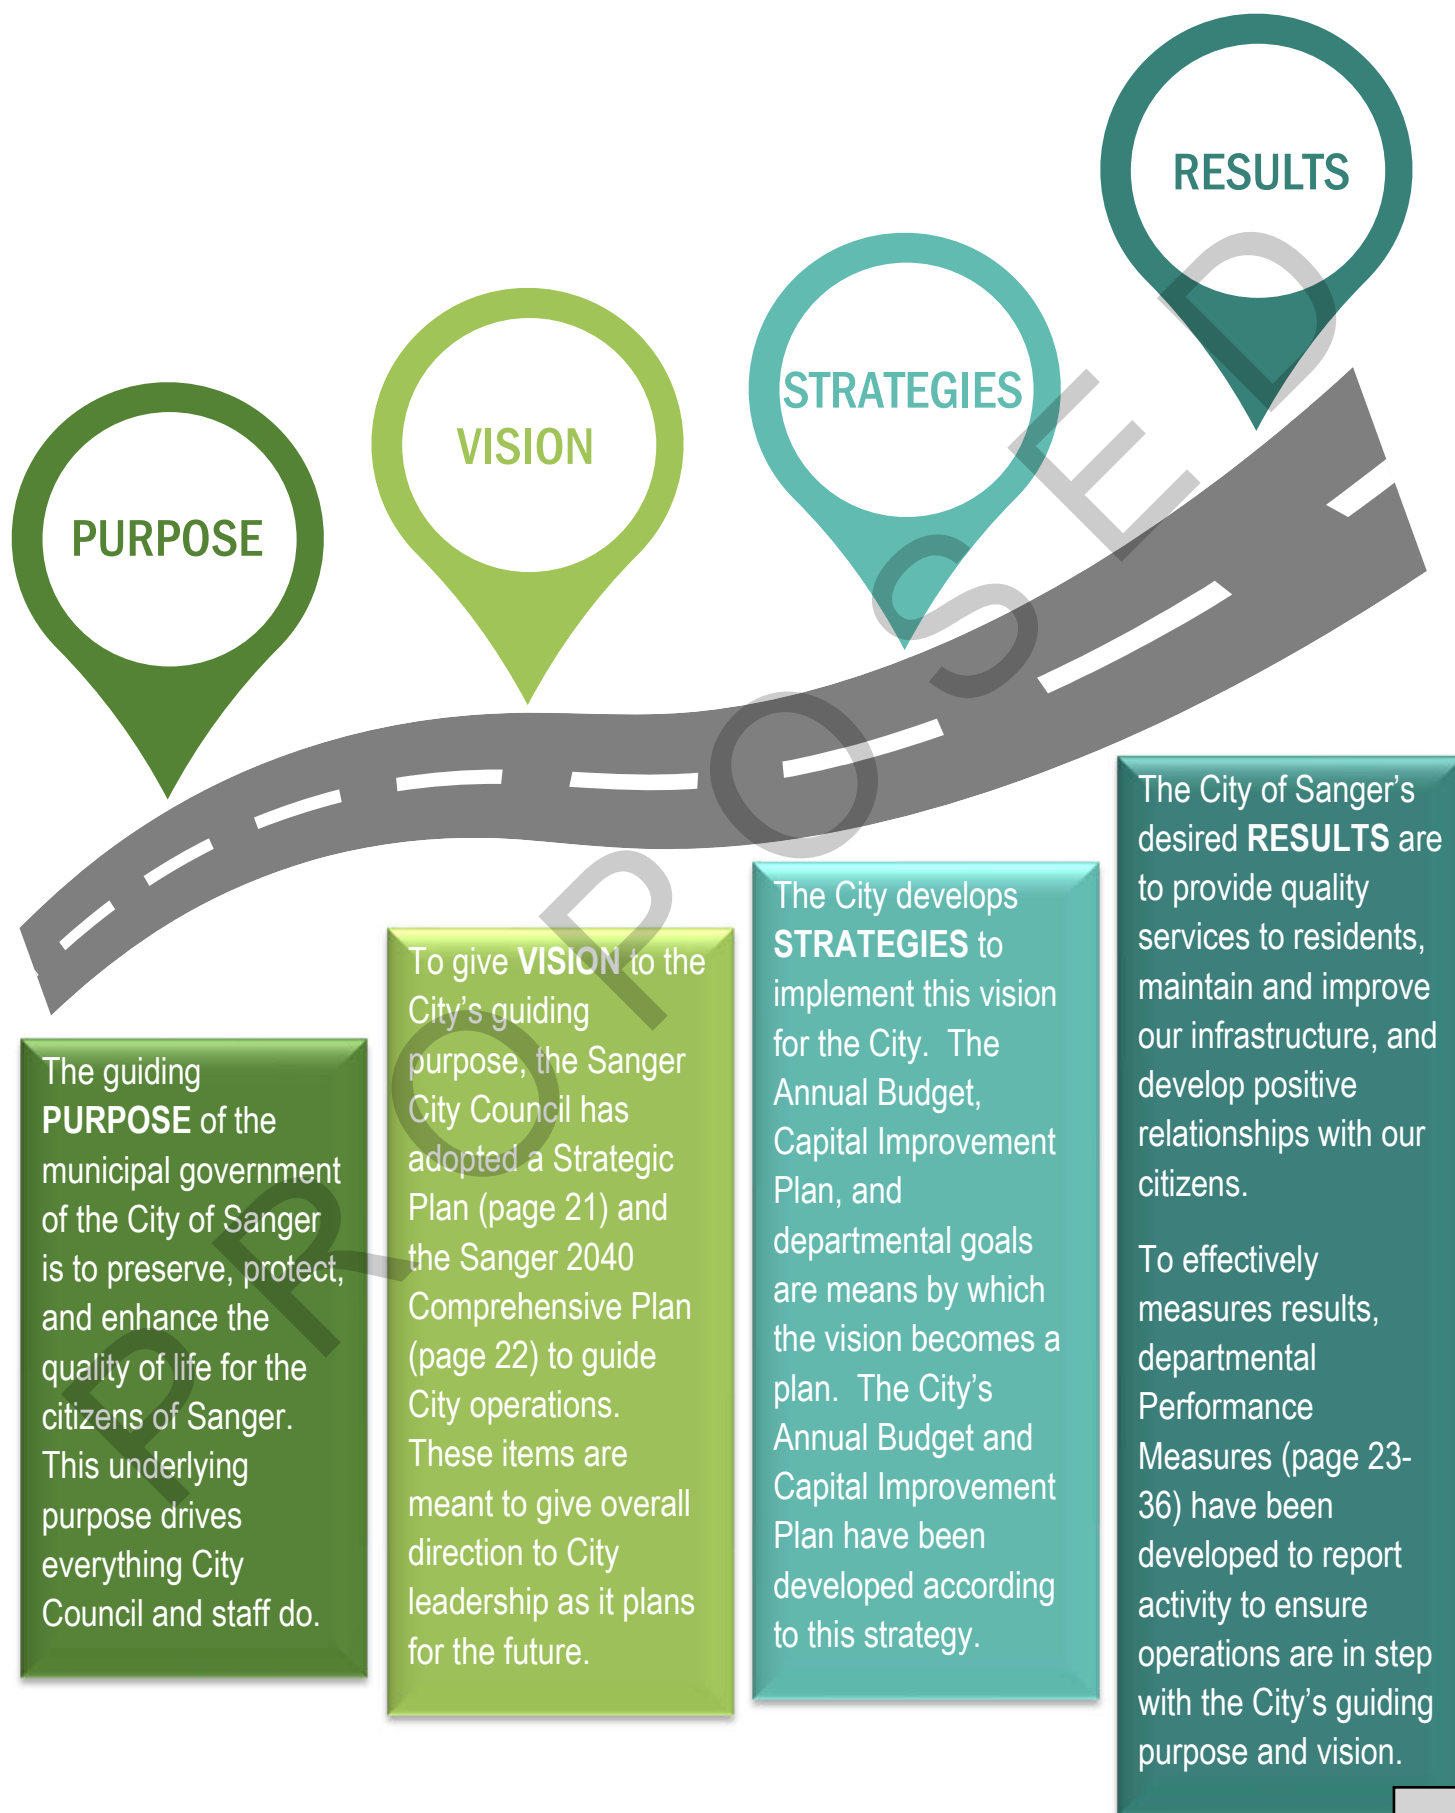 RESULTS
STRATEGIES
VISION
PURPOSE
PROPOSED
The guiding
PURPOSE of the
municipal government
of the City of Sanger
is to preserve, protect,
and enhance the
quality of life for the
citizens of Sanger.
This underlying
purpose drives
everything City
Council and staff do.
To give VISION to the
City's guiding
purpose, the Sanger
City Council has
adopted a Strategic
Plan (page 21) and
the Sanger 2040
Comprehensive Plan
(page 22) to guide
City operations.
These items are
meant to give overall
direction to City
leadership as it plans
for the future.
The City develops
STRATEGIES to
implement this vision
for the City.  The
Annual Budget,
Capital Improvement
Plan, and
departmental goals
are means by which
the vision becomes a
plan.  The City's
Annual Budget and
Capital Improvement
Plan have been
developed according
to this strategy.
The City of Sanger's
desired RESULTS are
to provide quality
services to residents,
maintain and improve
our infrastructure, and
develop positive
relationships with our
citizens.
To effectively
measures results,
departmental
Performance
Measures (page 23-
36) have been
developed to report
activity to ensure
operations are in step
with the City's guiding
purpose and vision.